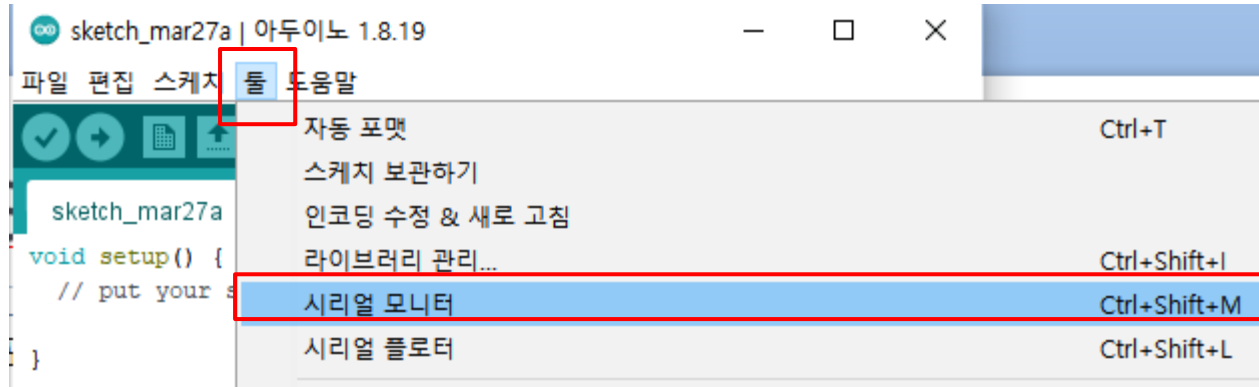 sketch_mar27a | 아두이노 1.8.19
파일 편집 스케치 툴 도움말
자동 포맷 Ctrl+T
스케치 보관하기
인코딩 수정 & 새로 고침
라이브러리 관리... Ctrl+Shift+I
시리얼 모니터 Ctrl+Shift+M
시리얼 플로터 Ctrl+Shift+L
sketch_mar27a
void setup() {
// put your s
}